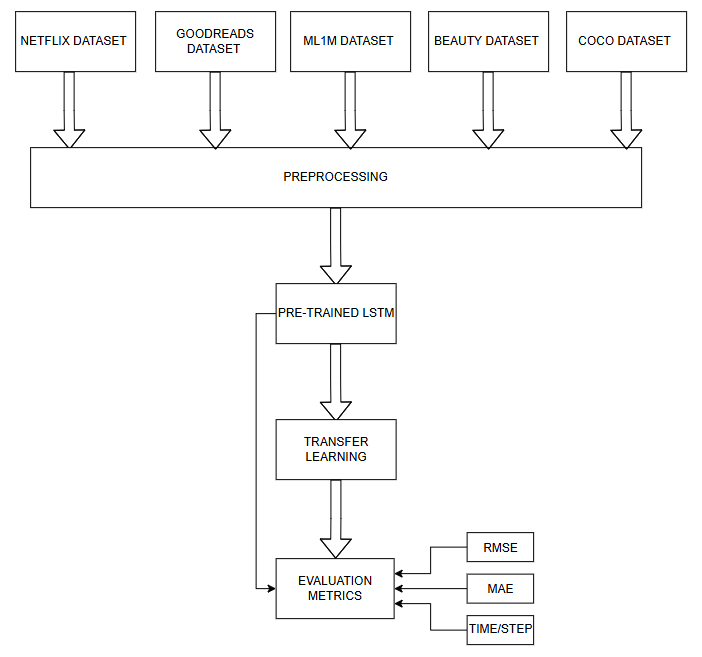 NETFLIX DATASET
GOODREADS
DATASET
ML1M DATASET
BEAUTY DATASET
COCO DATASET
PREPROCESSING
PRE-TRAINED LSTM
TRANSFER
LEARNING
EVALUATION
METRICS
RMSE
MAE
TIME/STEP